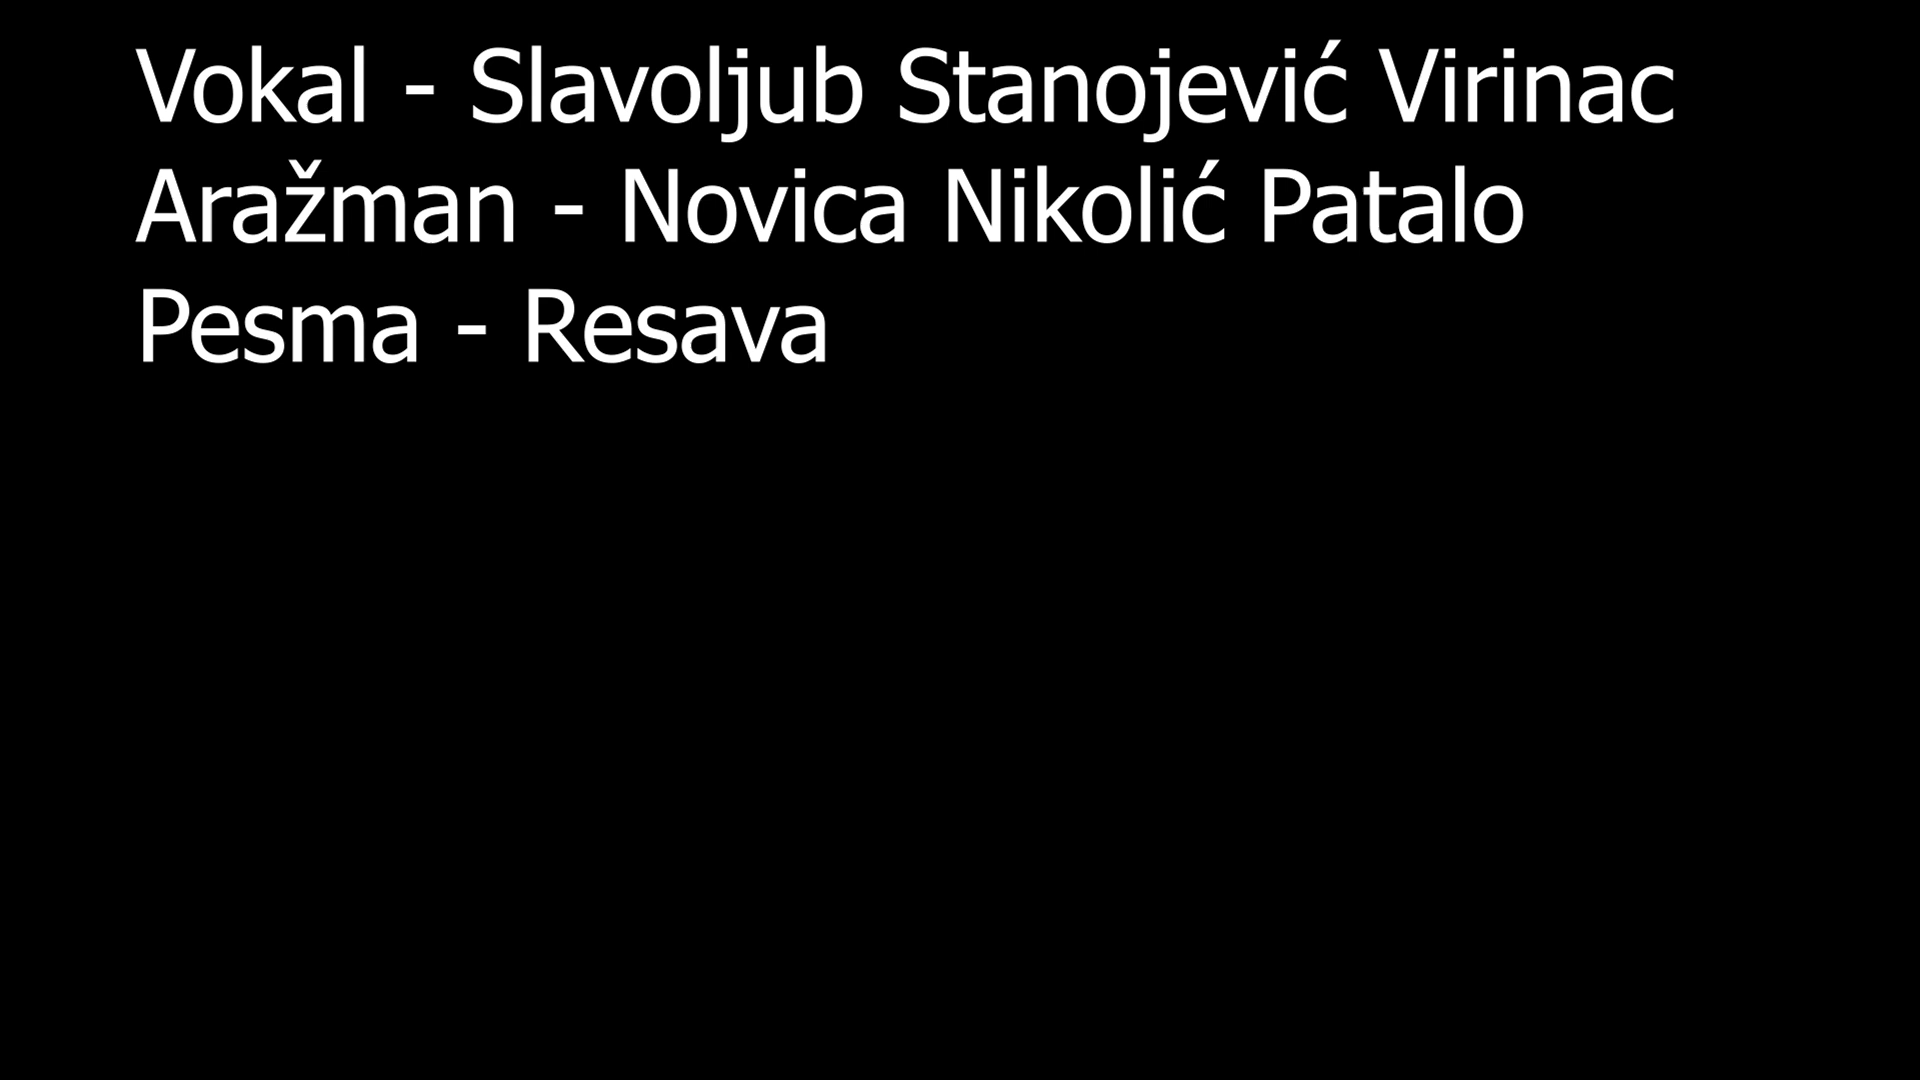 Vokal - Slavoljub Stanojević Virinac
Aražman - Novica Nikolić Patalo
Pesma - Resava